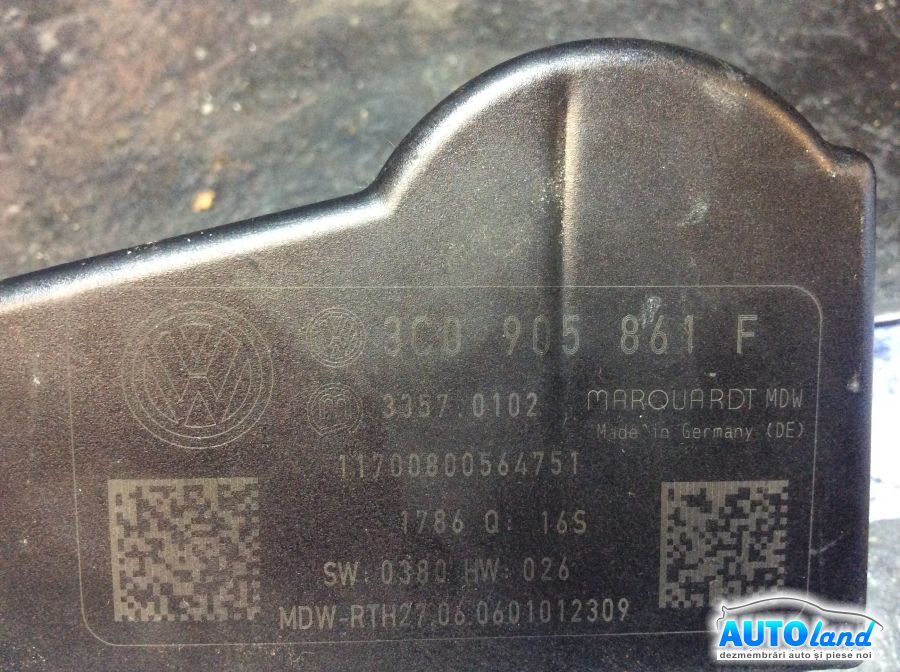 3C0 905 861 F
3357.0102 MARQUARDT MDW
Made in Germany (DE)
11700800564751
1786 Q: 16S
SW: 0380 HW: 026
MDW-RTH27.06.0601012309
AUTOland
dezmembrări auto și piese noi